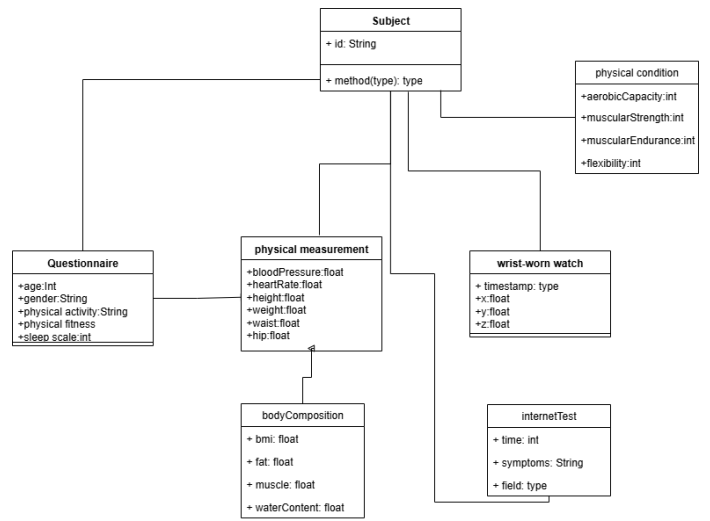 Subject
+ id: String
+ method(type): type
physical condition
+aerobicCapacity:int
+muscularStrength:int
+muscularEndurance:int
+flexibility:int
Questionnaire
+age:Int
+gender:String
+physical activity:String
+physical fitness
+sleep scale:int
physical measurement
+bloodPressure:float
+heartRate:float
+height:float
+weight:float
+waist:float
+hip:float
wrist-worn watch
+ timestamp: type
+x:float
+y:float
+z:float
bodyComposition
+ bmi: float
+ fat: float
+ muscle: float
+ waterContent: float
internetTest
+ time: int
+ symptoms: String
+ field: type